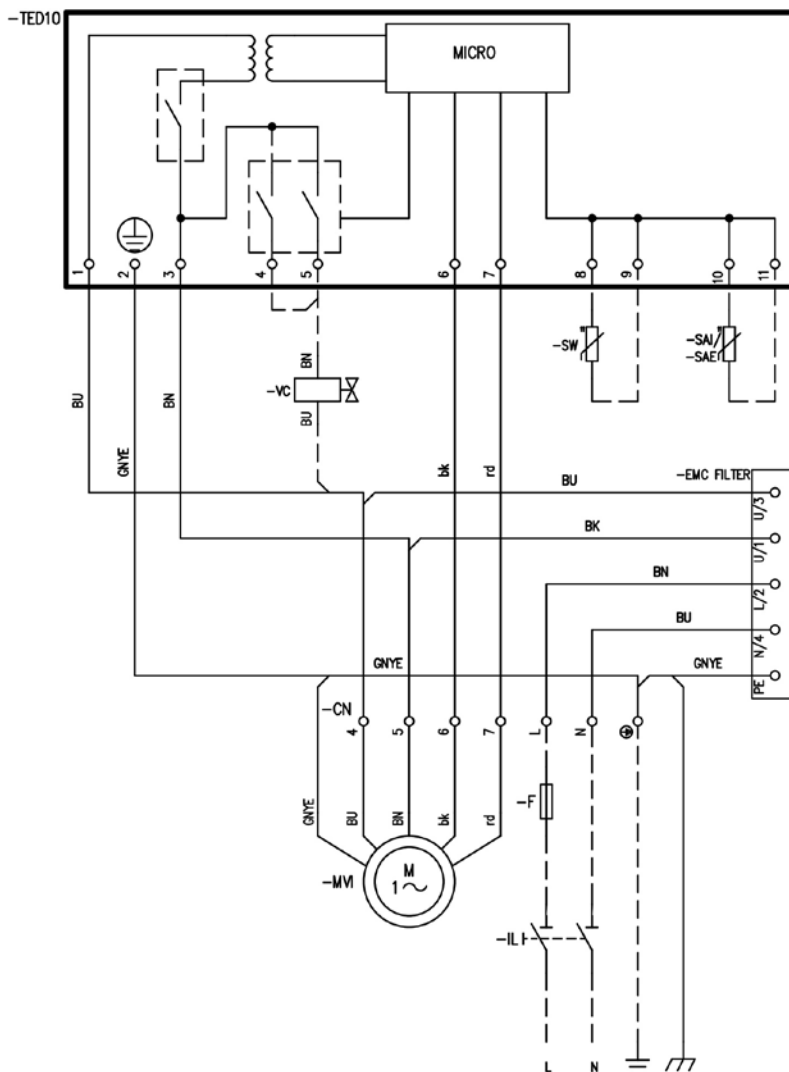 -TED10
MICRO
1
2
3
4
5
6
7
8
9
10
11
BU
GNYE
BN
BN
-VC
BU
-SW
-SAI/
-SAE
bk
rd
-EMC FILTER
BU
U/3
BK
U/1
BN
L/2
BU
N/4
GNYE
GNYE
PE
-CN
4
5
6
7
L
N
GNYE
BU
BN
bk
rd
-F
-MVI
M
1~
-IL
L
N